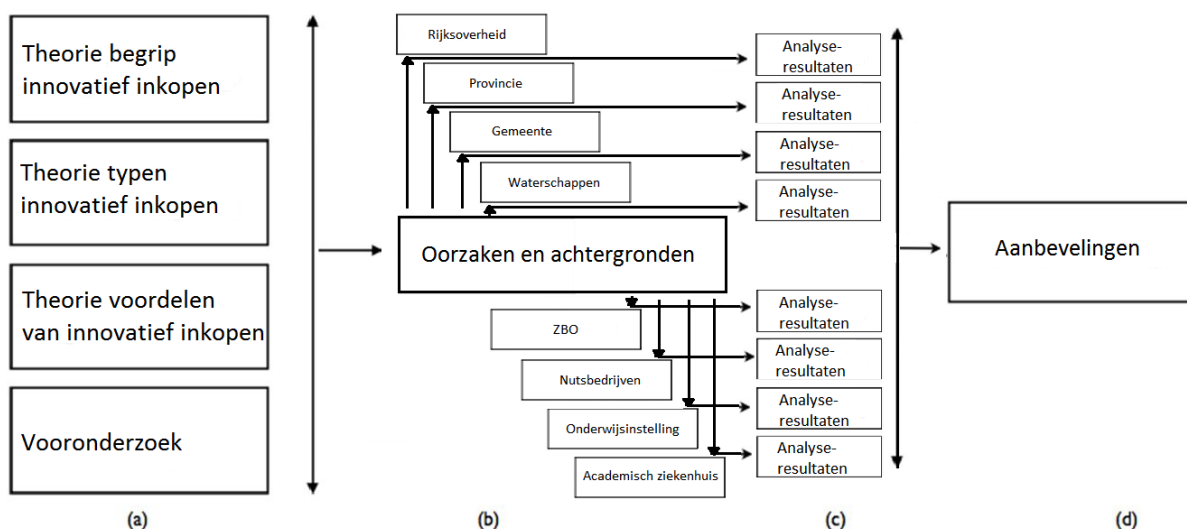 Theorie begrip
innovatief inkopen
Theorie typen
innovatief inkopen
Theorie voordelen
van innovatief inkopen
Vooronderzoek
Rijksoverheid
Provincie
Gemeente
Waterschappen
Oorzaken en achtergronden
ZBO
Nutsbedrijven
Onderwijsinstelling
Academisch ziekenhuis
Analyse-
resultaten
Analyse-
resultaten
Analyse-
resultaten
Analyse-
resultaten
Analyse-
resultaten
Analyse-
resultaten
Analyse-
resultaten
Analyse-
resultaten
Aanbevelingen
(a)
(b)
(c)
(d)